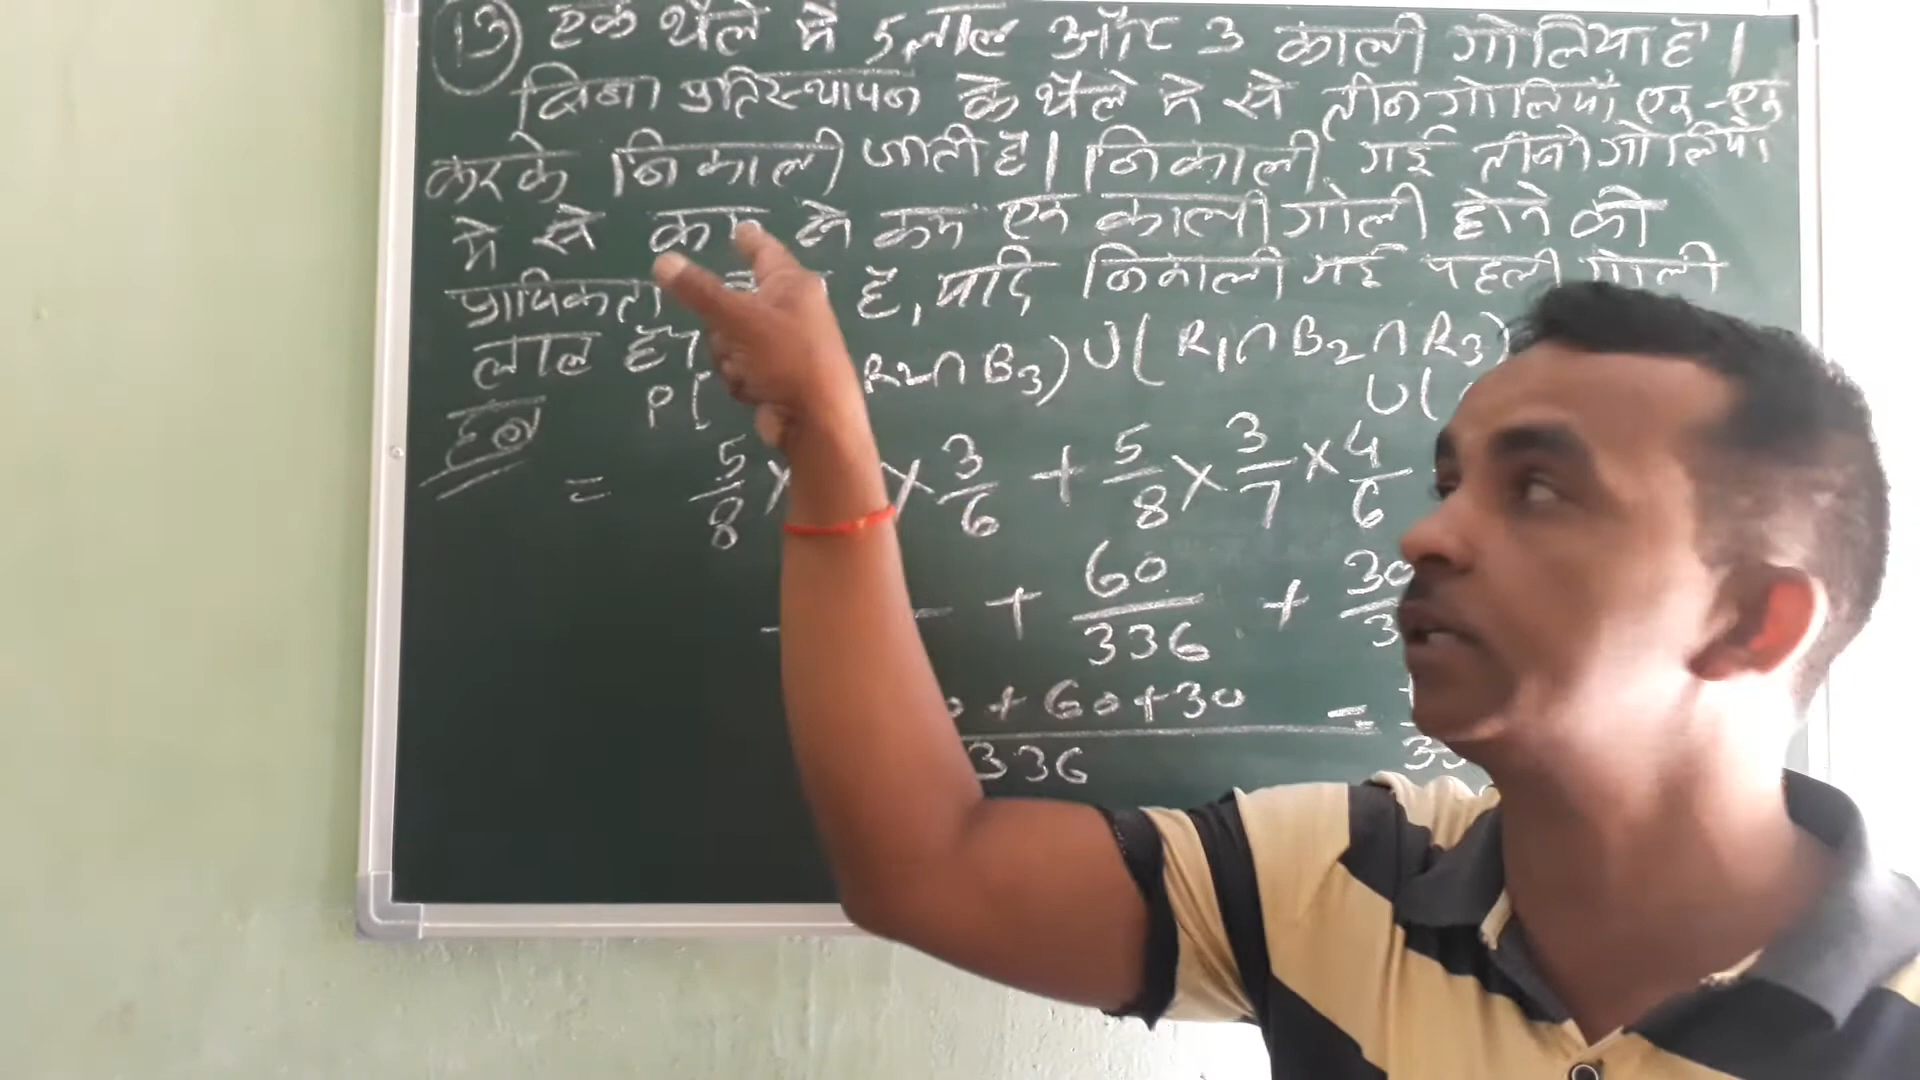 13 एक थैले मे 5 लाल और 3 काली गोलिया है।
बिना प्रतिस्थापन के थैले मे से तीन गोलियाँ एक-एक
करके निकाली जाती है। निकाली गई तीनो गोलियो
मे से कम से कम एक काली गोली होने की
प्रायिकता है, यदि निकाली गई पहली गोली
लाल हो?
P[ R2∩B3)∪(R1∩B2∩R3)
∪(
हल
= 5/8 × × 3/6 + 5/8 × 3/7 × 4/6
+ 60/336 + 30/3
0+60+30/336 =